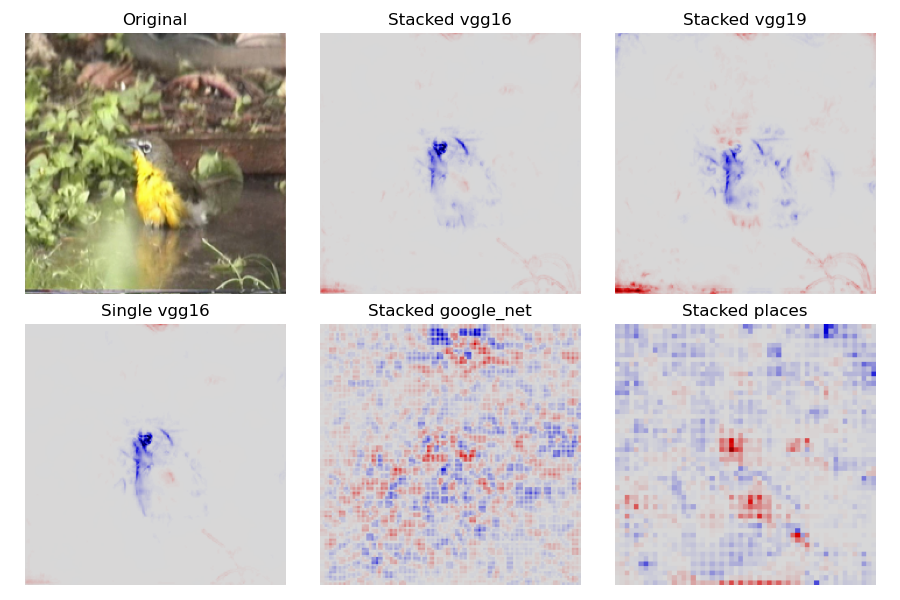 Original
Stacked vgg16
Stacked vgg19
Single vgg16
Stacked google_net
Stacked places